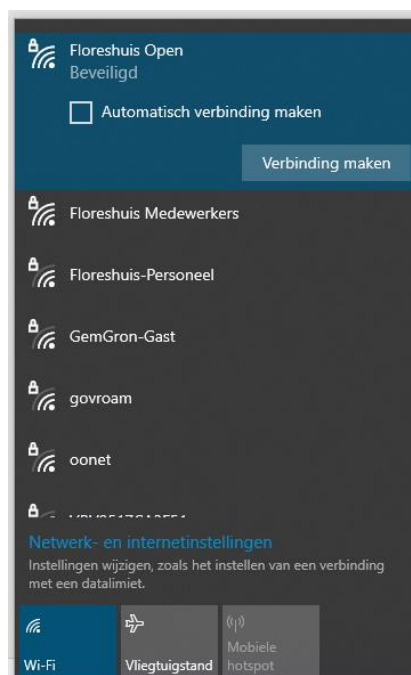 Floreshuis Open
Beveiligd
Automatisch verbinding maken
Verbinding maken
Floreshuis Medewerkers
Floreshuis-Personeel
GemGron-Gast
govroam
oonet
Netwerk- en internetinstellingen
Instellingen wijzigen, zoals het instellen van een verbinding
met een datalimiet.
Wi-Fi
Vliegtuigstand
Mobiele
hotspot